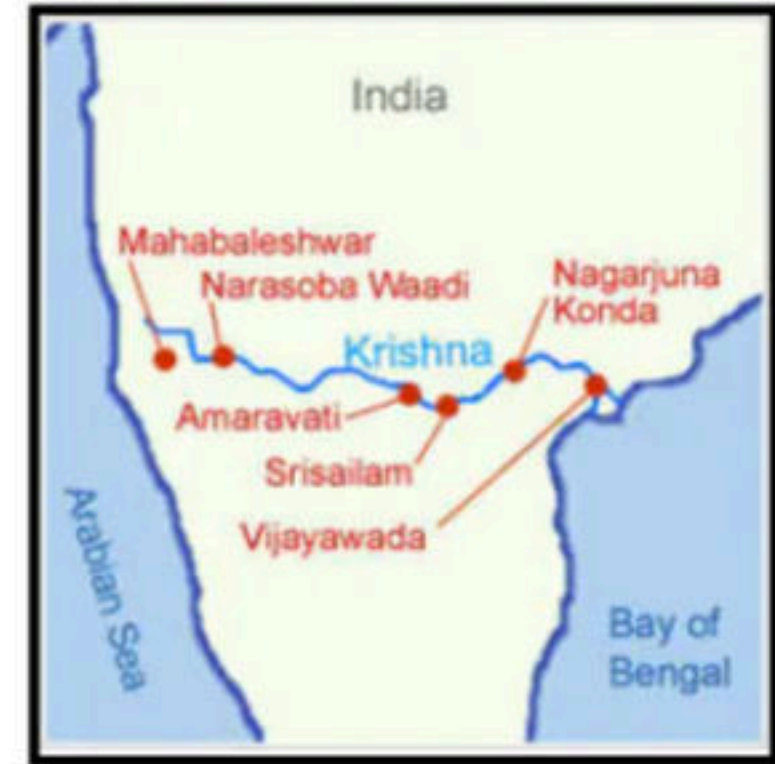 India
Mahabaleshwar
Narasoba Waadi
Nagarjuna
Konda
Krishna
Amaravati
Srisailam
Vijayawada
Arabian Sea
Bay of
Bengal